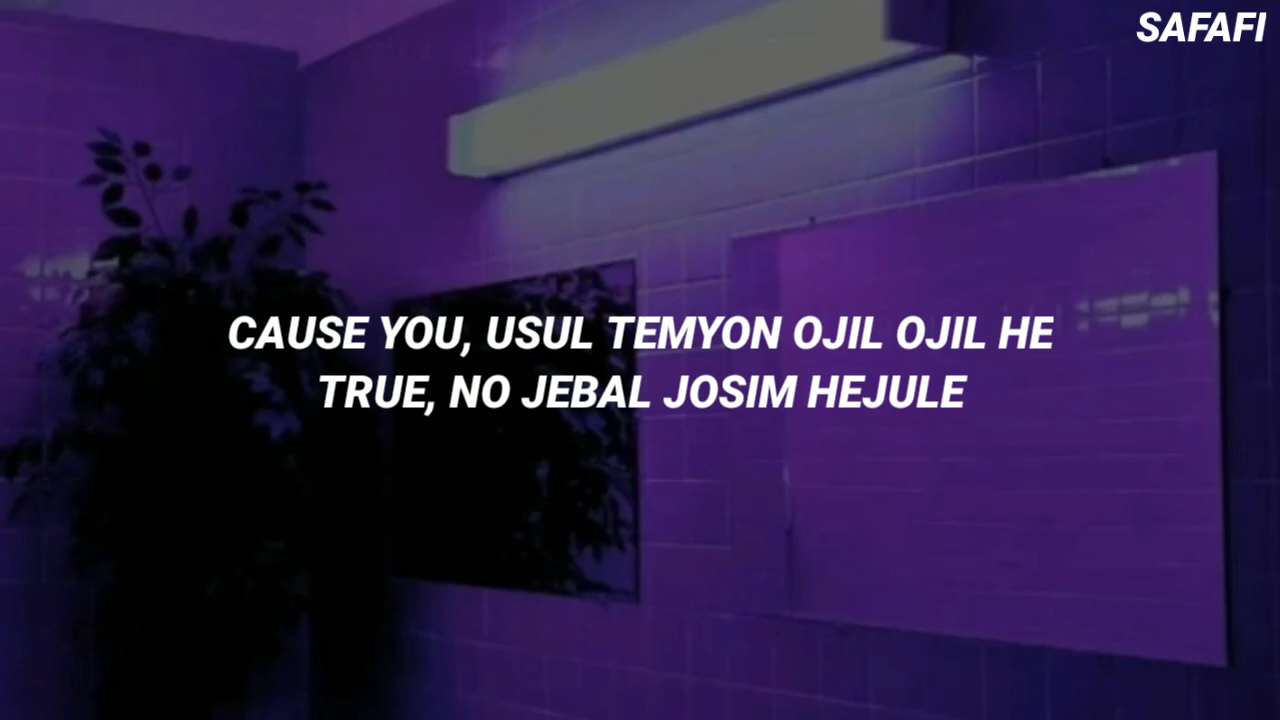 SAFAFI
CAUSE YOU, USUL TEMYON OJIL OJIL HE
TRUE, NO JEBAL JOSIM HEJULE